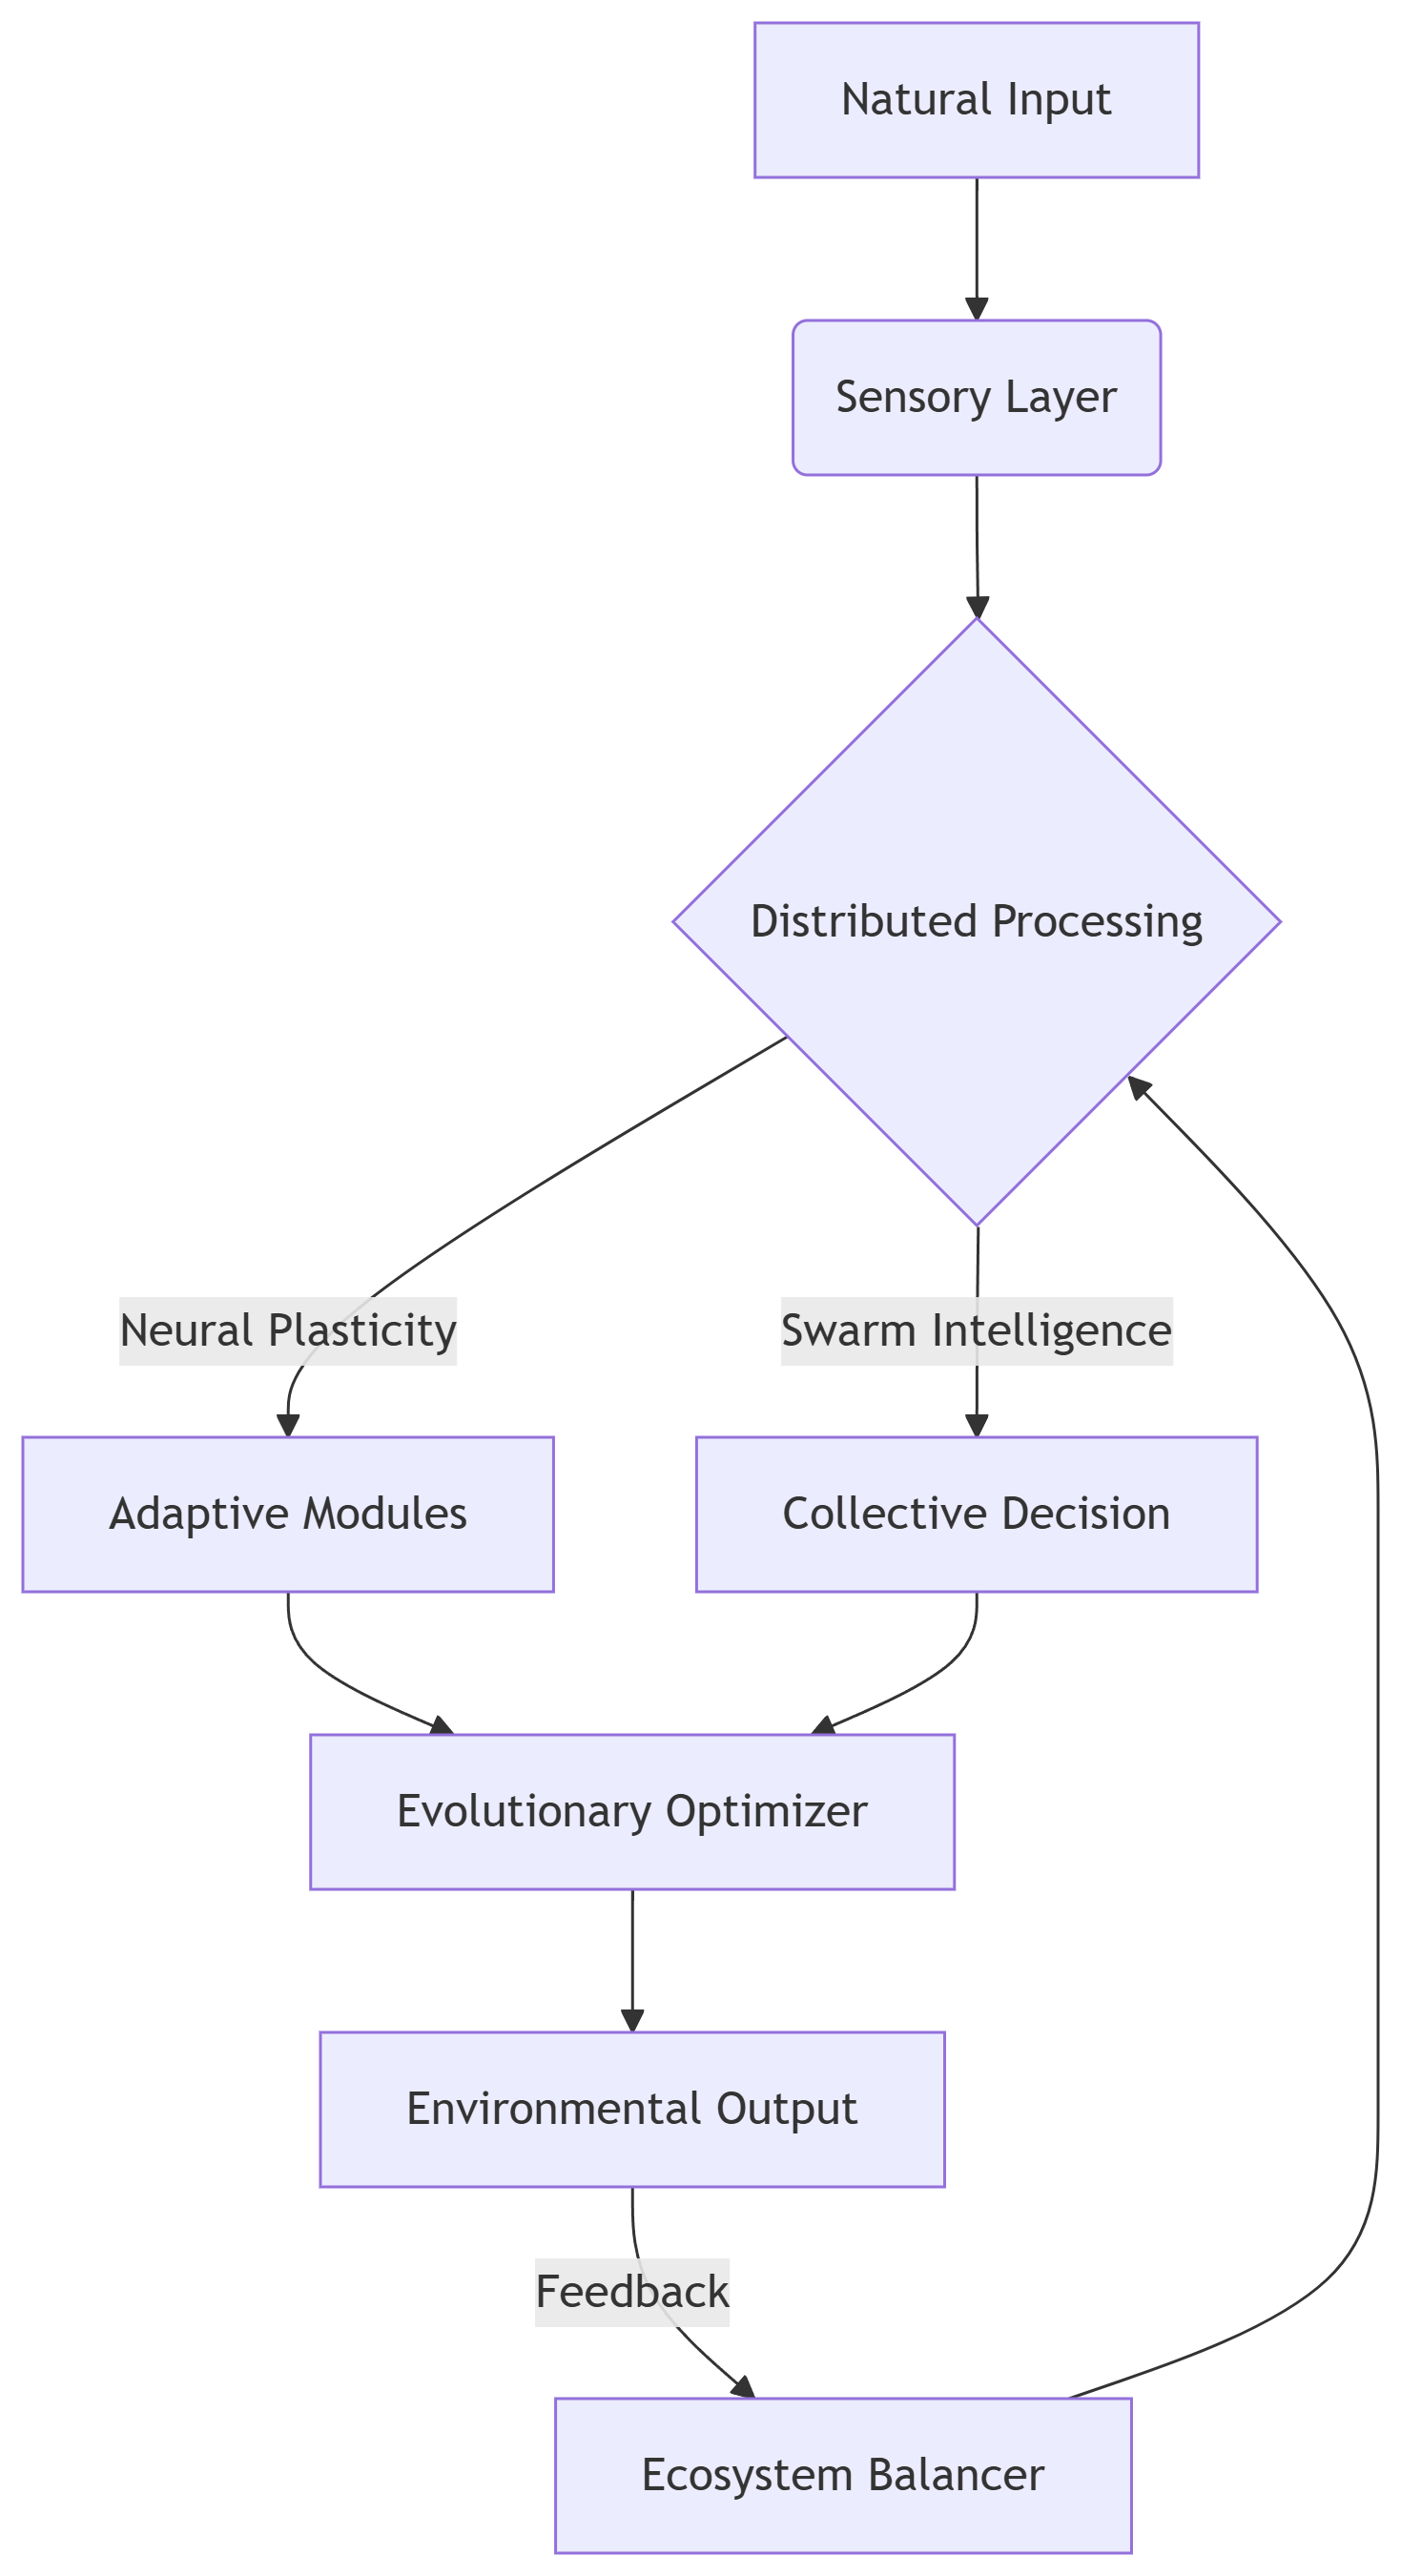 Natural Input
Sensory Layer
Distributed Processing
Neural Plasticity
Swarm Intelligence
Adaptive Modules
Collective Decision
Evolutionary Optimizer
Environmental Output
Feedback
Ecosystem Balancer